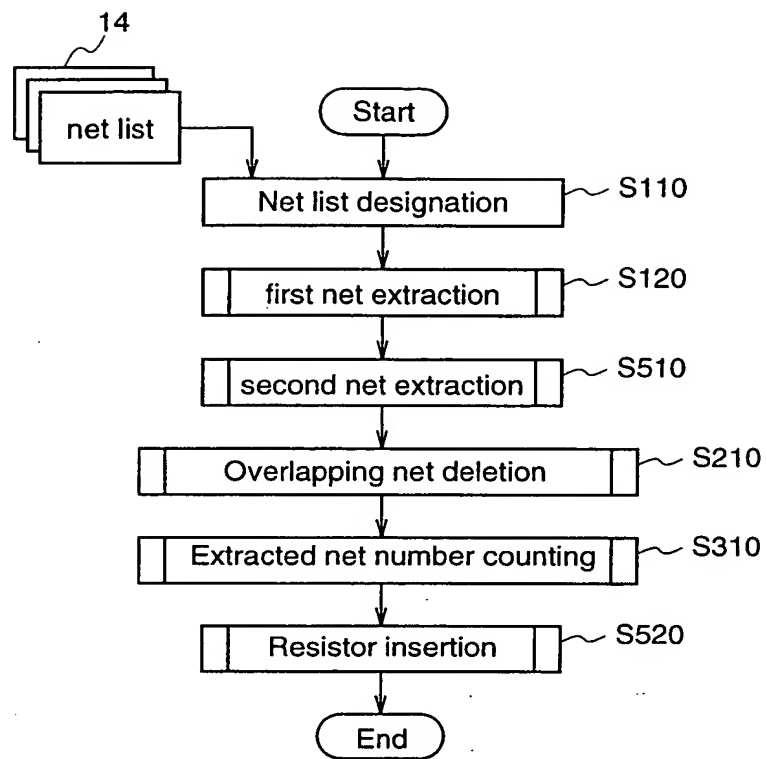 14
net list
Start
Net list designation
S110
first net extraction
S120
second net extraction
S510
Overlapping net deletion
S210
Extracted net number counting
S310
Resistor insertion
S520
End